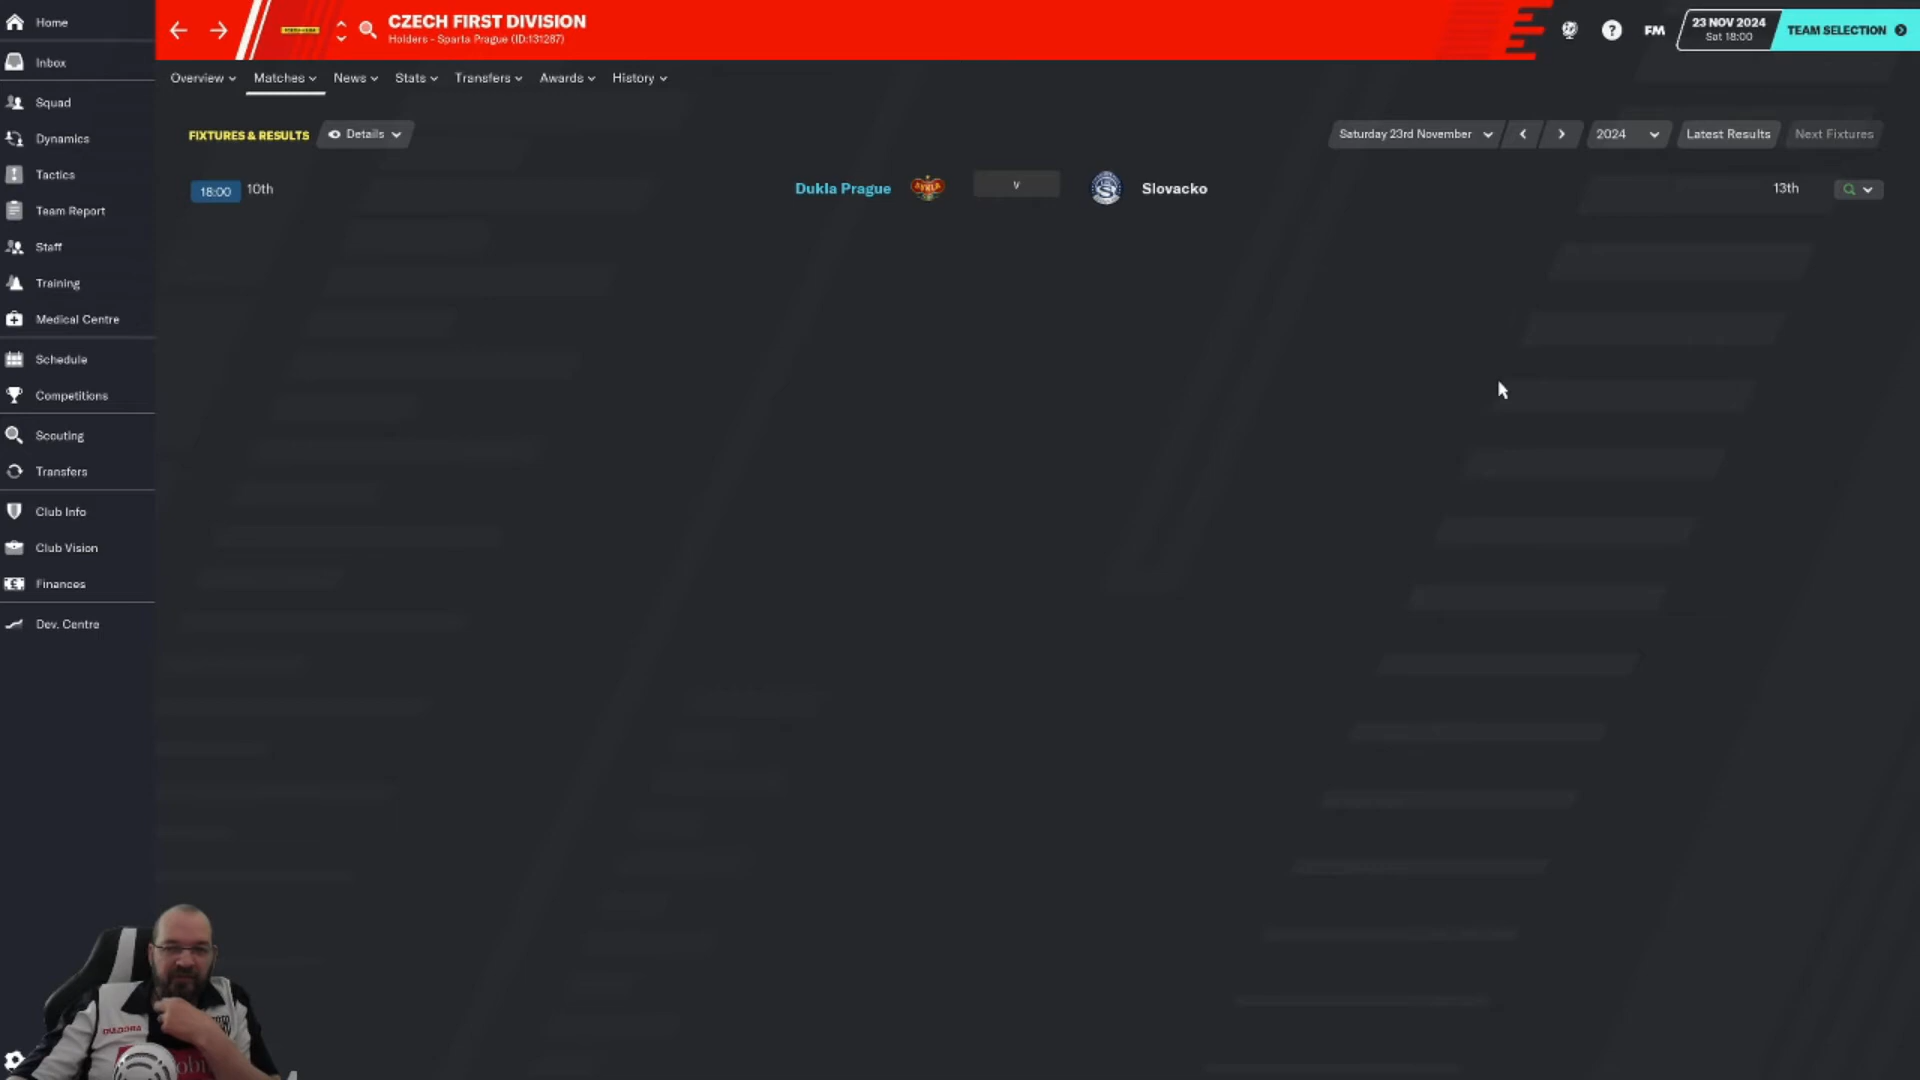 Home
CZECH FIRST DIVISION
Holders - Sparta Prague (ID:131287)
FM
23 NOV 2024
Sat 18:00
TEAM SELECTION
Inbox
Overview
Matches
News
Stats
Transfers
Awards
History
Squad
Dynamics
Tactics
Team Report
Staff
Training
Medical Centre
Schedule
Competitions
Scouting
Transfers
Club Info
Club Vision
Finances
Dev. Centre
FIXTURES & RESULTS
Details
Saturday 23rd November
2024
Latest Results
Next Fixtures
18:00
10th
Dukla Prague
v
Slovacko
13th
DIADORA